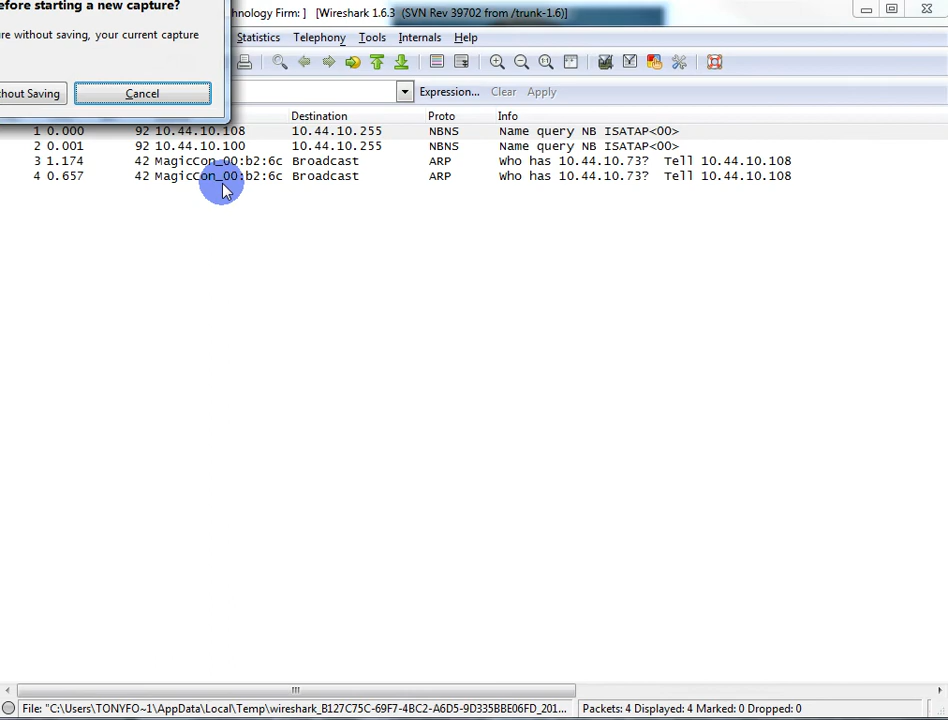 efore starting a new capture?
re without saving, your current capture
hout Saving
Cancel
hnology Firm: ] [Wireshark 1.6.3 (SVN Rev 39702 from /trunk-1.6)]
Statistics Telephony Tools Internals Help
Expression... Clear Apply
Destination Proto Info
1 0.000 92 10.44.10.108 10.44.10.255 NBNS Name query NB ISATAP<00>
2 0.001 92 10.44.10.100 10.44.10.255 NBNS Name query NB ISATAP<00>
3 1.174 42 MagicCon_00:b2:6c Broadcast ARP Who has 10.44.10.73? Tell 10.44.10.108
4 0.657 42 MagicCon_00:b2:6c Broadcast ARP Who has 10.44.10.73? Tell 10.44.10.108
File: "C:\Users\TONYFO~1\AppData\Local\Temp\wireshark_B127C75C-69F7-4BC2-A6D5-9D335BBE06FD_201... Packets: 4 Displayed: 4 Marked: 0 Dropped: 0